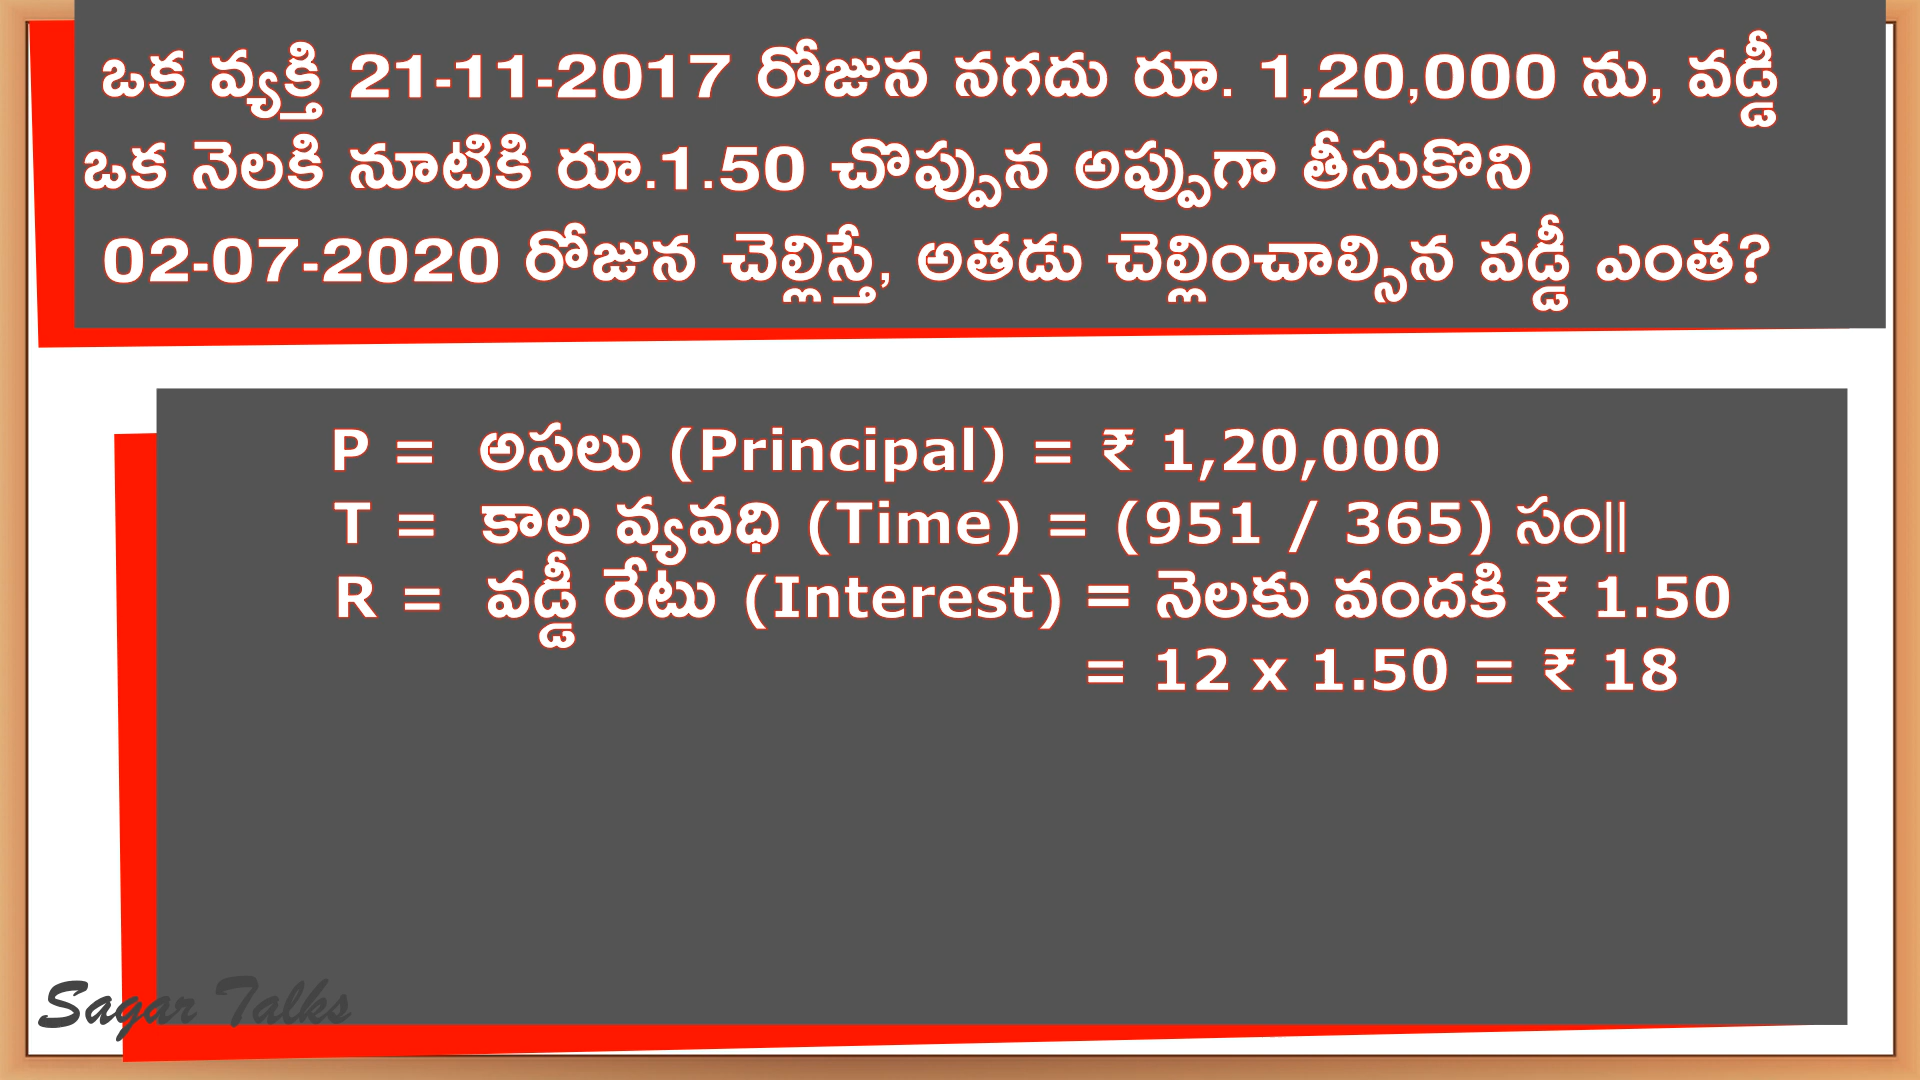 ఒక వ్యక్తి 21-11-2017 రోజున నగదు రూ. 1,20,000 ను, వడ్డీ
ఒక నెలకి నూటికి రూ.1.50 చొప్పున అప్పుగా తీసుకొని
02-07-2020 రోజున చెల్లిస్తే, అతడు చెల్లించాల్సిన వడ్డీ ఎంత?
P = అసలు (Principal) = ₹ 1,20,000
T = కాల వ్యవధి (Time) = (951 / 365) సం||
R = వడ్డీ రేటు (Interest) = నెలకు వందకి ₹ 1.50
= 12 x 1.50 = ₹ 18
Sagar Talks